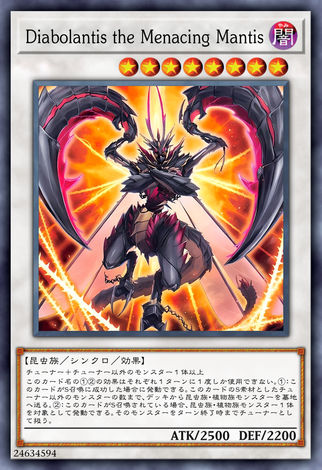 Diabolantis the Menacing Mantis
やみ
闇
【昆虫族／シンクロ／効果】
チューナー＋チューナー以外のモンスター１体以上
このカード名の①②の効果はそれぞれ１ターンに１度しか使用できない。①：こ
のカードがS召喚に成功した場合に発動できる。このカードのS素材としたチ
ューナー以外のモンスターの数まで、デッキから昆虫族・植物族モンスターを墓地
へ送る。②：このカードがS召喚されている場合、昆虫族・植物族モンスター１体
を対象として発動できる。そのモンスターをターン終了時までチューナーとし
て扱う。
ATK/2500 DEF/2200
24634594